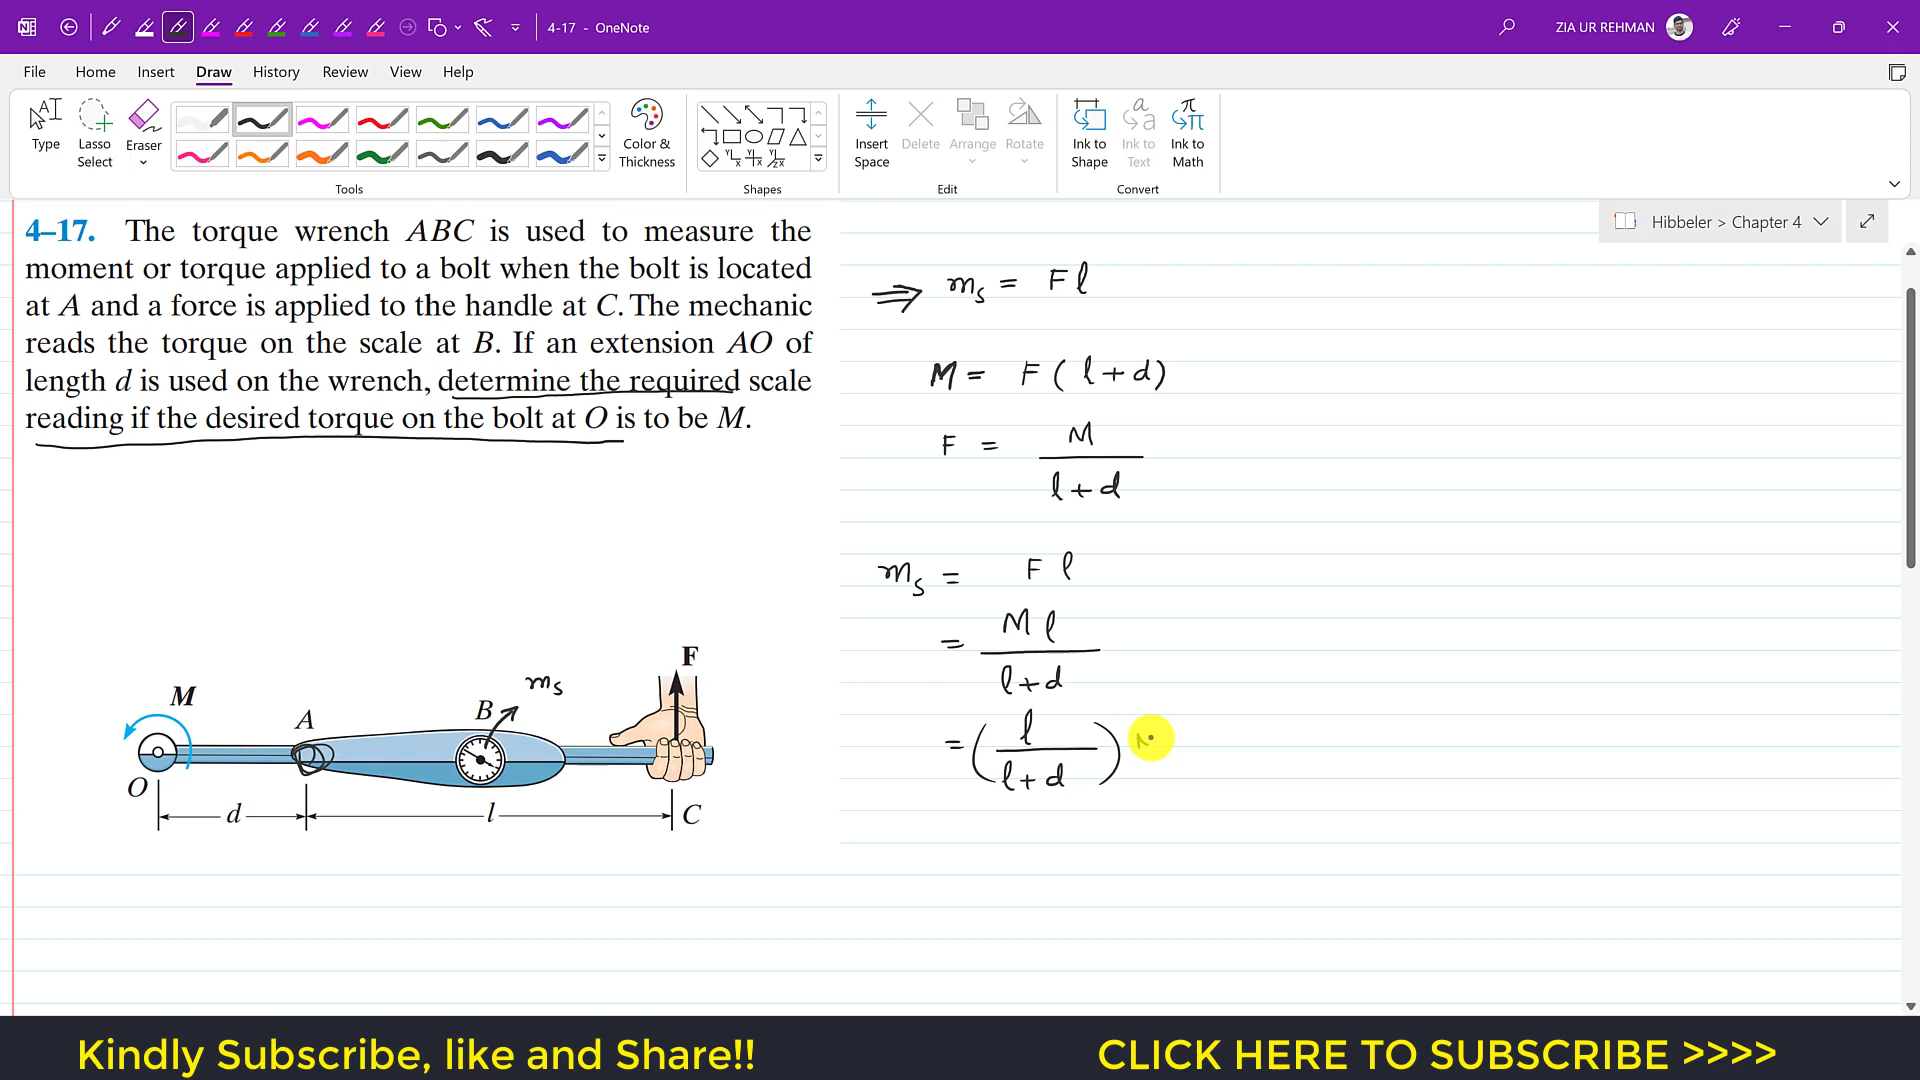 4-17 - OneNote
ZIA UR REHMAN
File Home Insert Draw History Review View Help
Type
Lasso Select
Eraser
Color & Thickness
Insert Space
Delete
Arrange
Rotate
Ink to Shape
Ink to Text
Ink to Math
Tools
Shapes
Edit
Convert
Hibbeler > Chapter 4
4–17. The torque wrench ABC is used to measure the
moment or torque applied to a bolt when the bolt is located
at A and a force is applied to the handle at C. The mechanic
reads the torque on the scale at B. If an extension AO of
length d is used on the wrench, determine the required scale
reading if the desired torque on the bolt at O is to be M.
F
M
A
B
ms
O
d
l
C
⇒ ms = F l
M = F ( l + d )
F = M
l + d
ms = F l
= M l
l + d
= ( l
l + d )
Kindly Subscribe, like and Share!!
CLICK HERE TO SUBSCRIBE >>>>